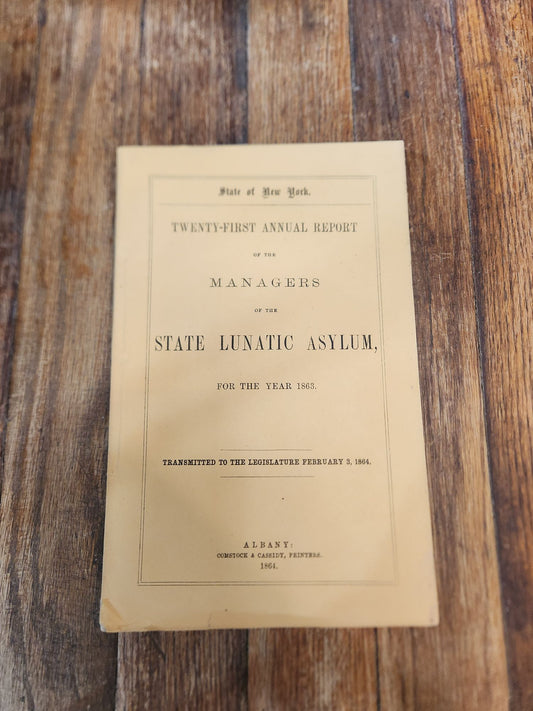 State of New York.
TWENTY-FIRST ANNUAL REPORT
OF THE
MANAGERS
OF THE
STATE LUNATIC ASYLUM,
FOR THE YEAR 1863.
TRANSMITTED TO THE LEGISLATURE FEBRUARY 3, 1864.
ALBANY:
COMSTOCK & CASSIDY, PRINTERS.
1864.